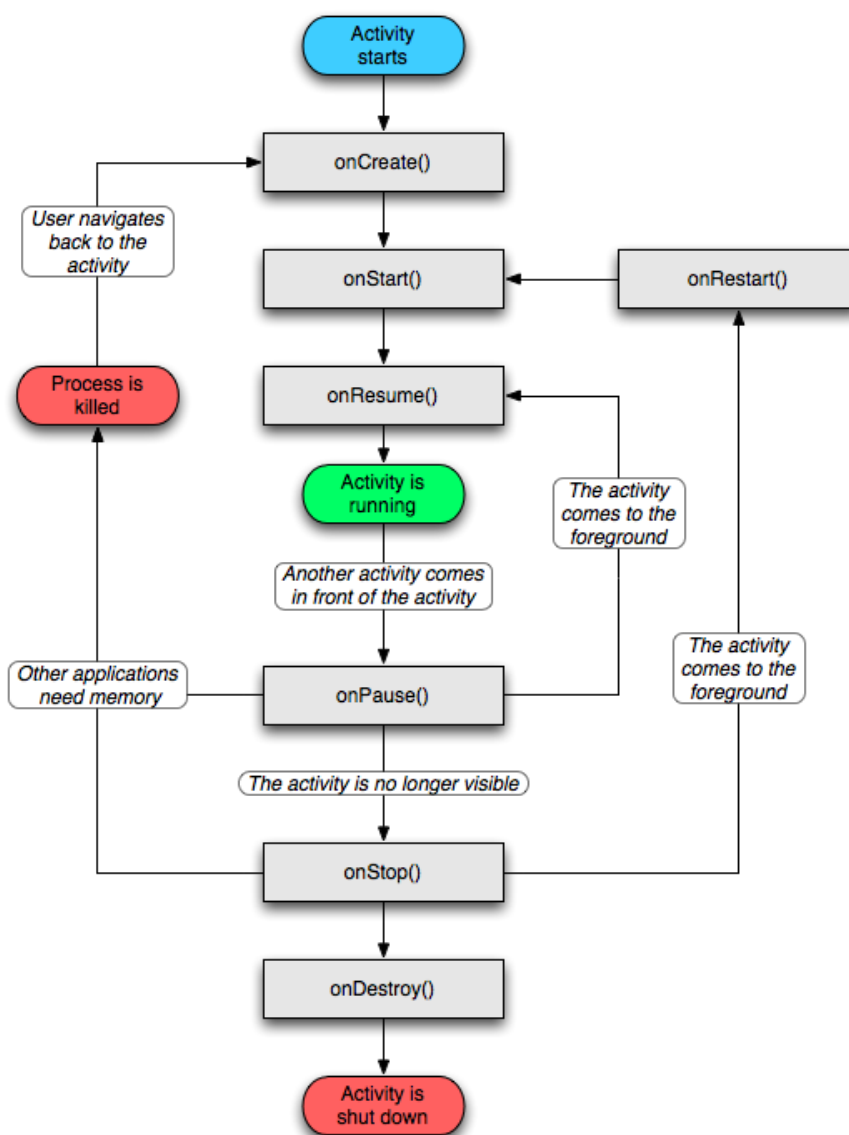 Activity
starts
onCreate()
User navigates
back to the
activity
onStart()
onRestart()
Process is
killed
onResume()
Activity is
running
The activity
comes to the
foreground
Another activity comes
in front of the activity
The activity
comes to the
foreground
Other applications
need memory
onPause()
The activity is no longer visible
onStop()
onDestroy()
Activity is
shut down